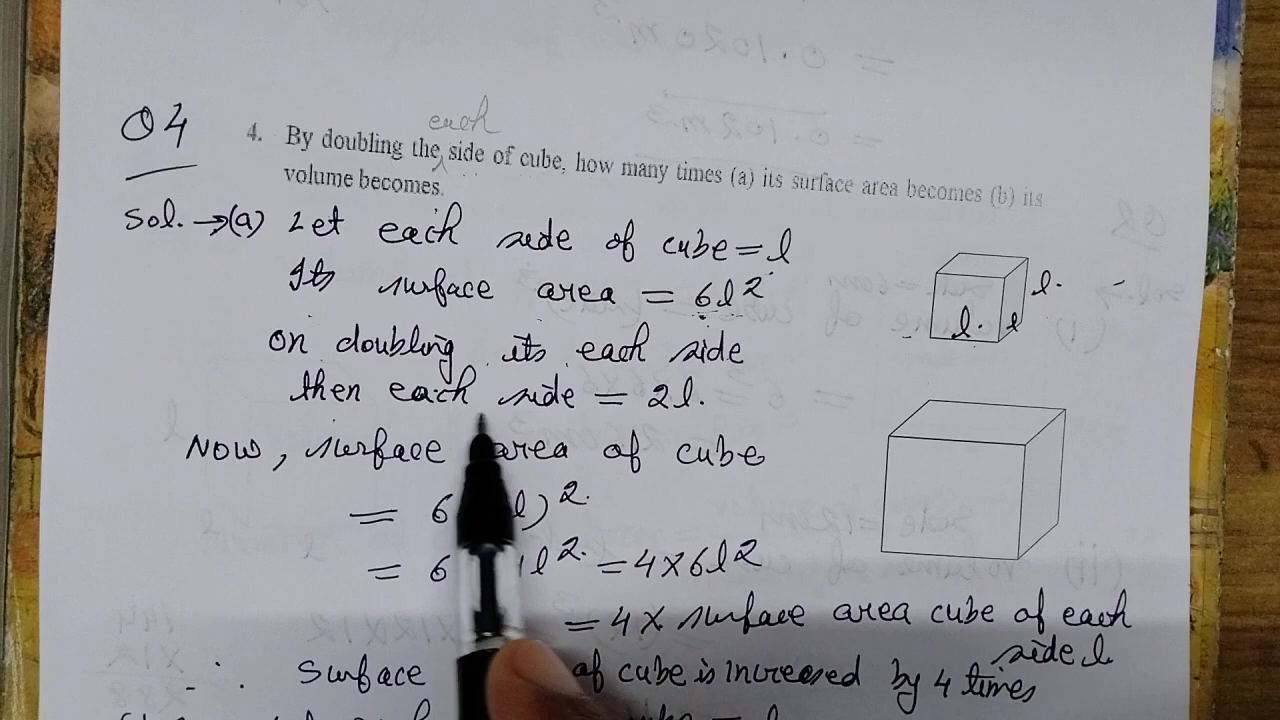 Q4
4. By doubling the each side of cube, how many times (a) its surface area becomes (b) its
volume becomes.
Sol. →(a) Let each side of cube = l
Its surface area = 6l²
l.
l. l
on doubling its each side
then each side = 2l.
Now, surface area of cube
= 6 l)².
= 6 l². = 4×6l²
= 4× surface area cube of each
side l
∴ Surface of cube is increased by 4 times